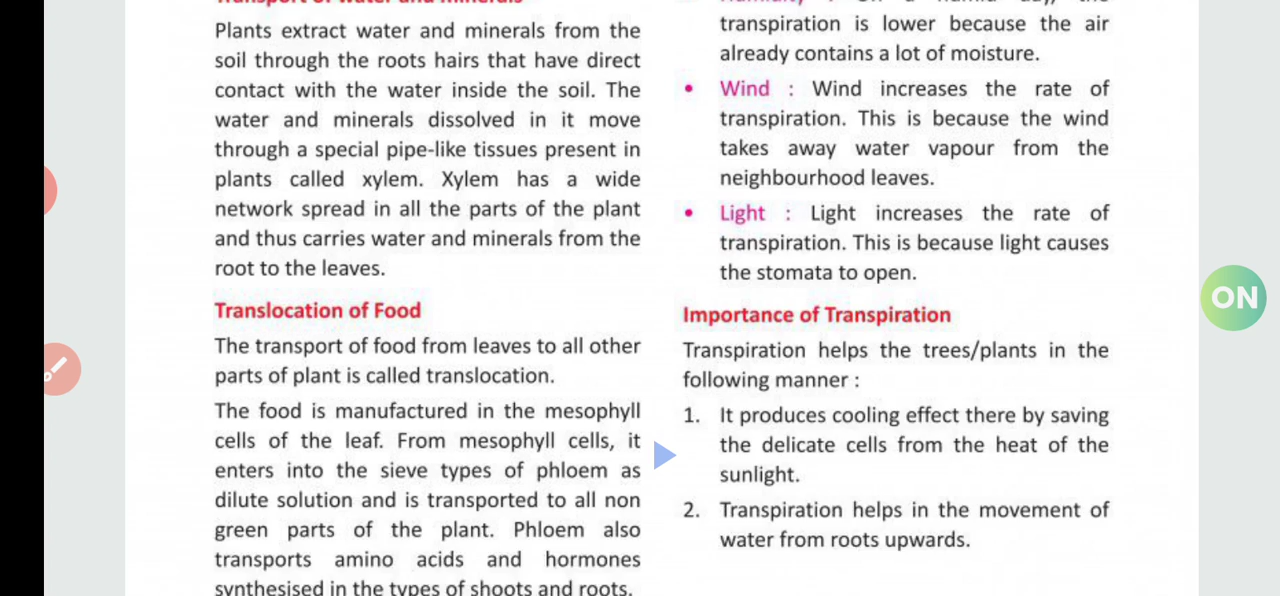 Transport of water and minerals
Plants extract water and minerals from the
soil through the roots hairs that have direct
contact with the water inside the soil. The
water and minerals dissolved in it move
through a special pipe-like tissues present in
plants called xylem. Xylem has a wide
network spread in all the parts of the plant
and thus carries water and minerals from the
root to the leaves.
Translocation of Food
The transport of food from leaves to all other
parts of plant is called translocation.
The food is manufactured in the mesophyll
cells of the leaf. From mesophyll cells, it
enters into the sieve types of phloem as
dilute solution and is transported to all non
green parts of the plant. Phloem also
transports amino acids and hormones
synthesised in the types of shoots and roots.
Humidity : On a humid day, the
transpiration is lower because the air
already contains a lot of moisture.
• Wind : Wind increases the rate of
transpiration. This is because the wind
takes away water vapour from the
neighbourhood leaves.
• Light : Light increases the rate of
transpiration. This is because light causes
the stomata to open.
Importance of Transpiration
Transpiration helps the trees/plants in the
following manner :
1. It produces cooling effect there by saving
the delicate cells from the heat of the
sunlight.
2. Transpiration helps in the movement of
water from roots upwards.
ON